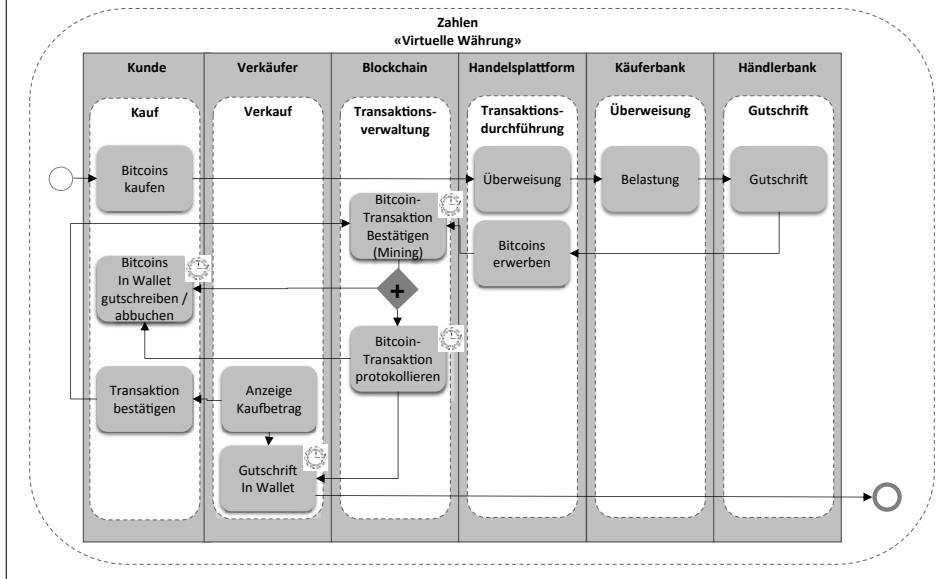 Zahlen
«Virtuelle Währung»
Kunde
Verkäufer
Blockchain
Handelsplattform
Käuferbank
Händlerbank
Kauf
Verkauf
Transaktions-
verwaltung
Transaktions-
durchführung
Überweisung
Gutschrift
Bitcoins
kaufen
Überweisung
Belastung
Gutschrift
Bitcoin-
Transaktion
Bestätigen
(Mining)
Bitcoins
erwerben
Bitcoins
In Wallet
gutschreiben /
abbuchen
+
Bitcoin-
Transaktion
protokollieren
Transaktion
bestätigen
Anzeige
Kaufbetrag
Gutschrift
In Wallet